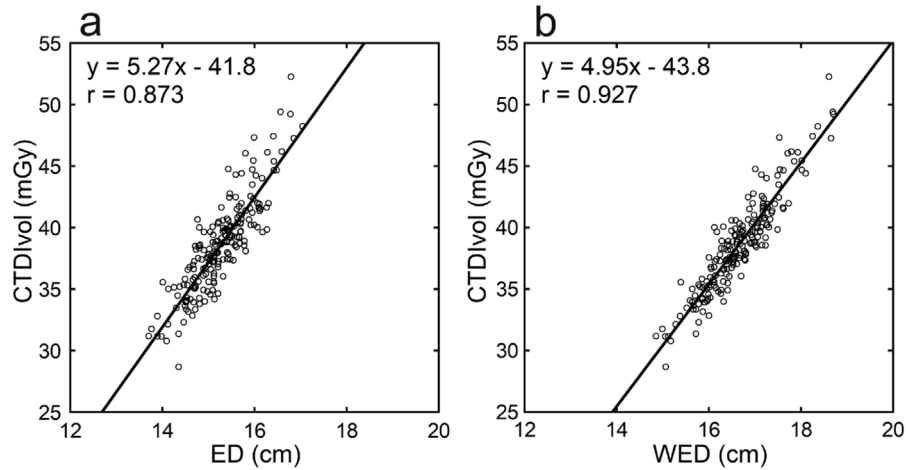 a
y = 5.27x - 41.8
r = 0.873
55
50
45
40
35
30
25
CTDIvol (mGy)
12 14 16 18 20
ED (cm)
b
y = 4.95x - 43.8
r = 0.927
55
50
45
40
35
30
25
CTDIvol (mGy)
12 14 16 18 20
WED (cm)